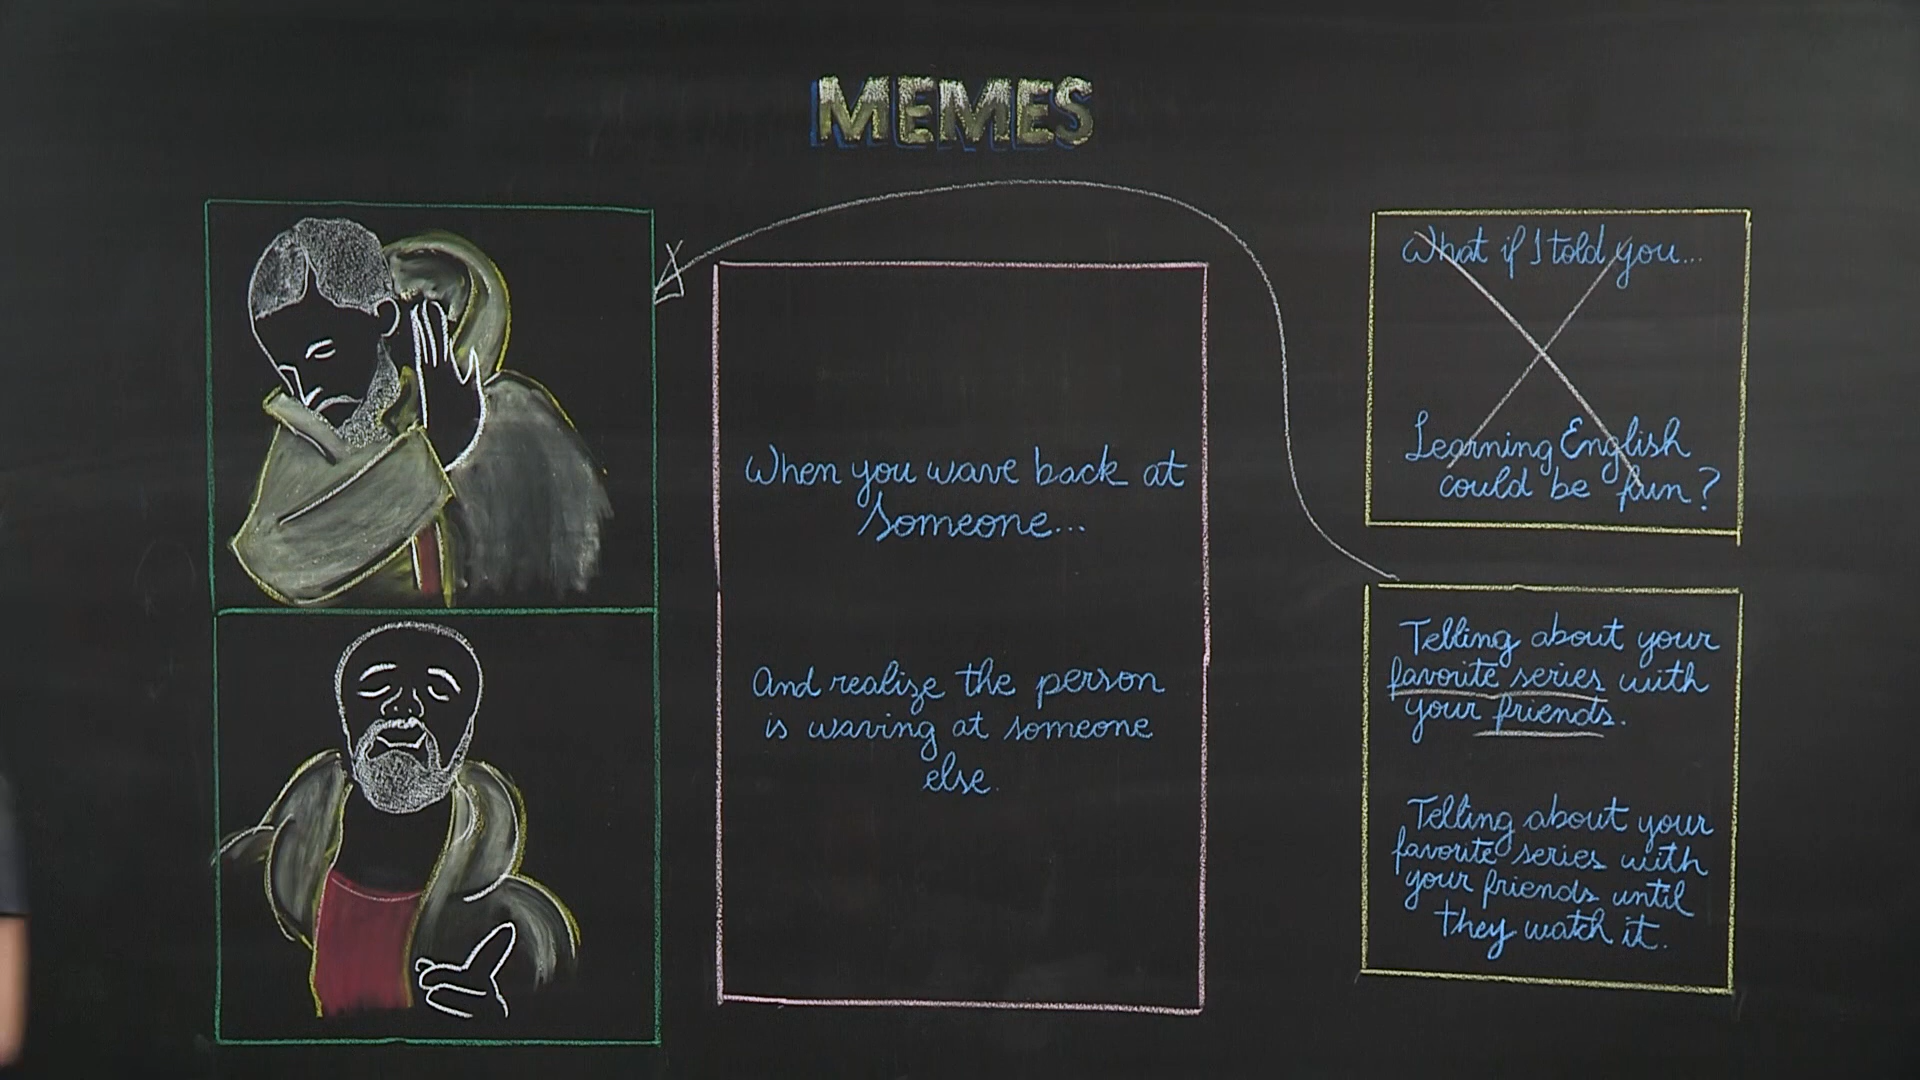 MEMES
When you wave back at
someone...
And realize the person
is waving at someone
else.
What if I told you...
Learning English
could be fun?
Telling about your
favorite series with
your friends.
Telling about your
favorite series with
your friends until
they watch it.